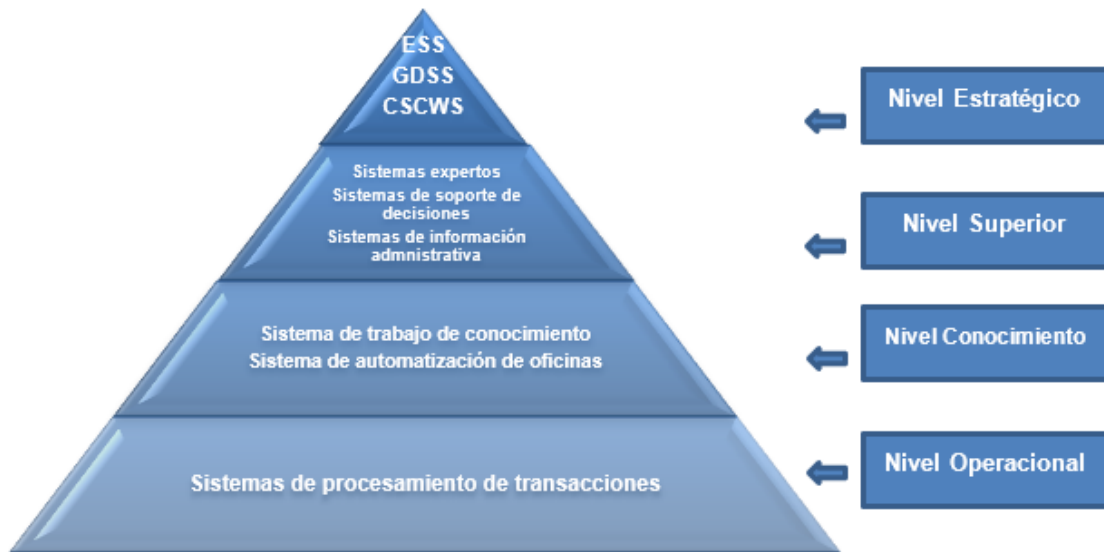 ESS
GDSS
CSCWS
Nivel Estratégico
Sistemas expertos
Sistemas de soporte de
decisiones
Sistemas de información
admnistrativa
Nivel Superior
Sistema de trabajo de conocimiento
Sistema de automatización de oficinas
Nivel Conocimiento
Sistemas de procesamiento de transacciones
Nivel Operacional